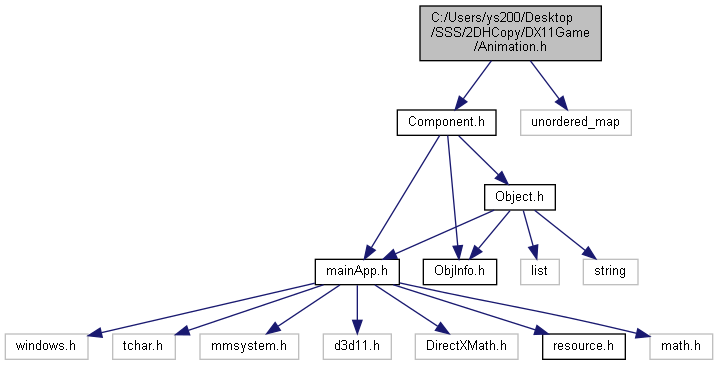 C:/Users/ys200/Desktop
/SSS/2DHCopy/DX11Game
/Animation.h
Component.h
unordered_map
Object.h
mainApp.h
ObjInfo.h
list
string
windows.h
tchar.h
mmsystem.h
d3d11.h
DirectXMath.h
resource.h
math.h